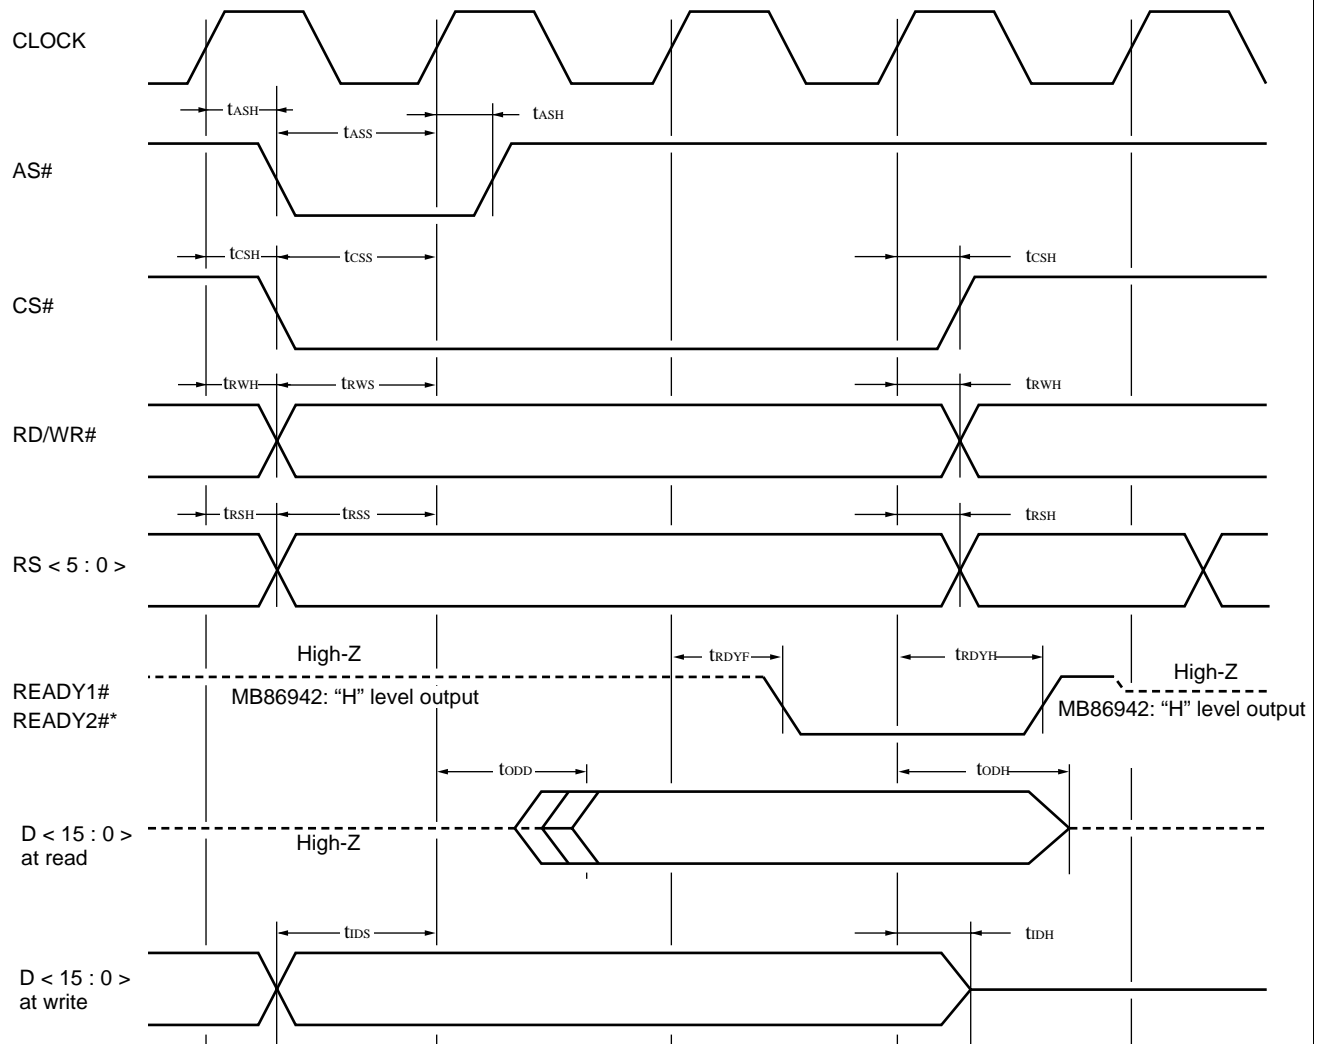 CLOCK
tASH
tASS
tASH
AS#
tCSH
tCSS
tCSH
CS#
tRWH
tRWS
tRWH
RD/WR#
tRSH
tRSS
tRSH
RS < 5 : 0 >
High-Z
tRDYF
tRDYH
High-Z
READY1#
MB86942: “H” level output
MB86942: “H” level output
READY2#*
tODD
tODH
D < 15 : 0 >
at read
High-Z
tIDS
tIDH
D < 15 : 0 >
at write